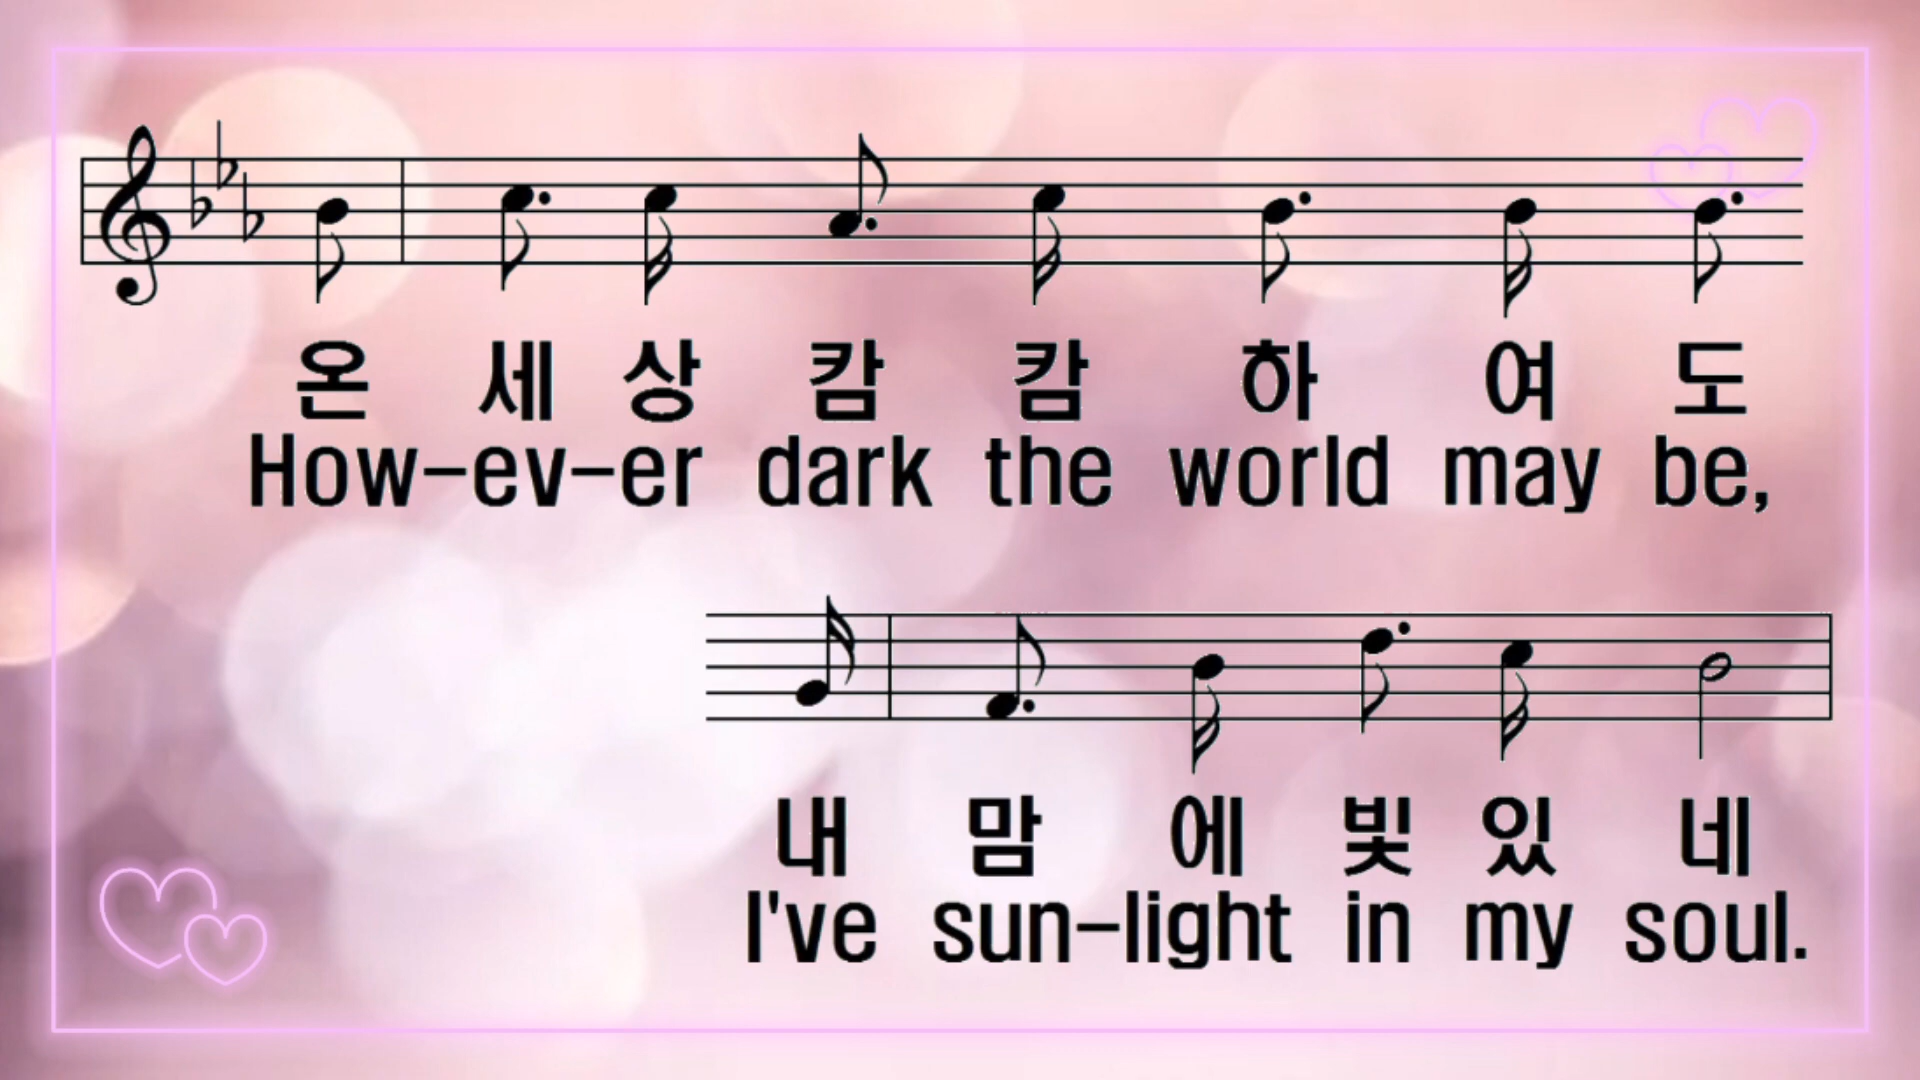 온 세 상 캄 캄 하 여 도
How-ev-er dark the world may be,
내 맘 에 빛 있 네
I've sun-light in my soul.